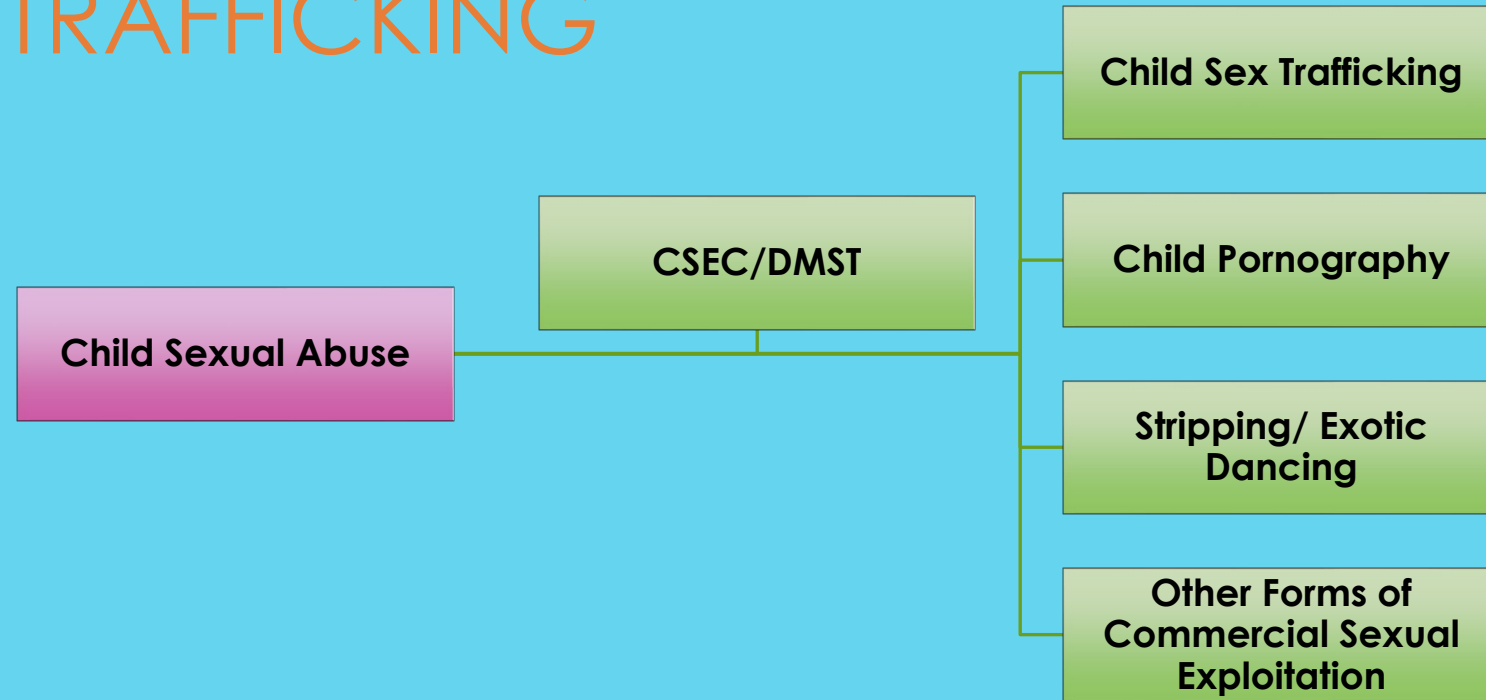 TRAFFICKING
Child Sex Trafficking
CSEC/DMST
Child Pornography
Child Sexual Abuse
Stripping/ Exotic
Dancing
Other Forms of
Commercial Sexual
Exploitation